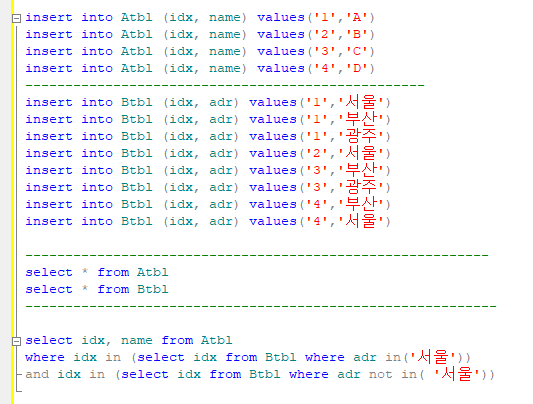 insert into Atbl (idx, name) values('1','A')
insert into Atbl (idx, name) values('2','B')
insert into Atbl (idx, name) values('3','C')
insert into Atbl (idx, name) values('4','D')
--------------------------------------------------
insert into Btbl (idx, adr) values('1','서울')
insert into Btbl (idx, adr) values('1','부산')
insert into Btbl (idx, adr) values('1','광주')
insert into Btbl (idx, adr) values('2','서울')
insert into Btbl (idx, adr) values('3','부산')
insert into Btbl (idx, adr) values('3','광주')
insert into Btbl (idx, adr) values('4','부산')
insert into Btbl (idx, adr) values('4','서울')
----------------------------------------------------------
select * from Atbl
select * from Btbl
-----------------------------------------------------------
select idx, name from Atbl
where idx in (select idx from Btbl where adr in('서울'))
and idx in (select idx from Btbl where adr not in( '서울'))